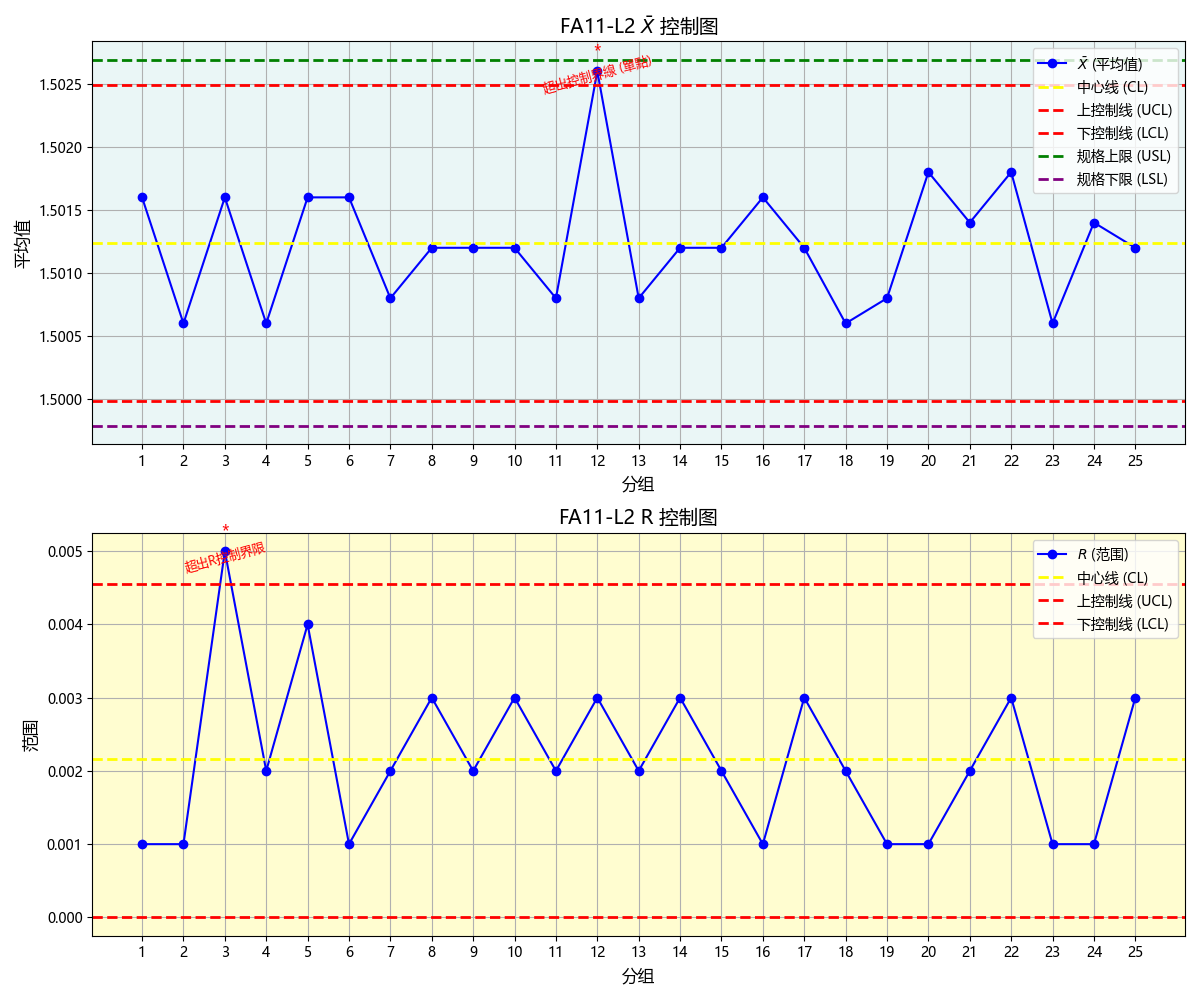 FA11-L2 X̄ 控制图
*
超出控制界線 (單點)
X̄ (平均值)
中心线 (CL)
上控制线 (UCL)
下控制线 (LCL)
规格上限 (USL)
规格下限 (LSL)
1.5025
1.5020
1.5015
1.5010
1.5005
1.5000
平均值
1 2 3 4 5 6 7 8 9 10 11 12 13 14 15 16 17 18 19 20 21 22 23 24 25
分组
FA11-L2 R 控制图
*
超出R控制界限
R (范围)
中心线 (CL)
上控制线 (UCL)
下控制线 (LCL)
0.005
0.004
0.003
0.002
0.001
0.000
范围
1 2 3 4 5 6 7 8 9 10 11 12 13 14 15 16 17 18 19 20 21 22 23 24 25
分组